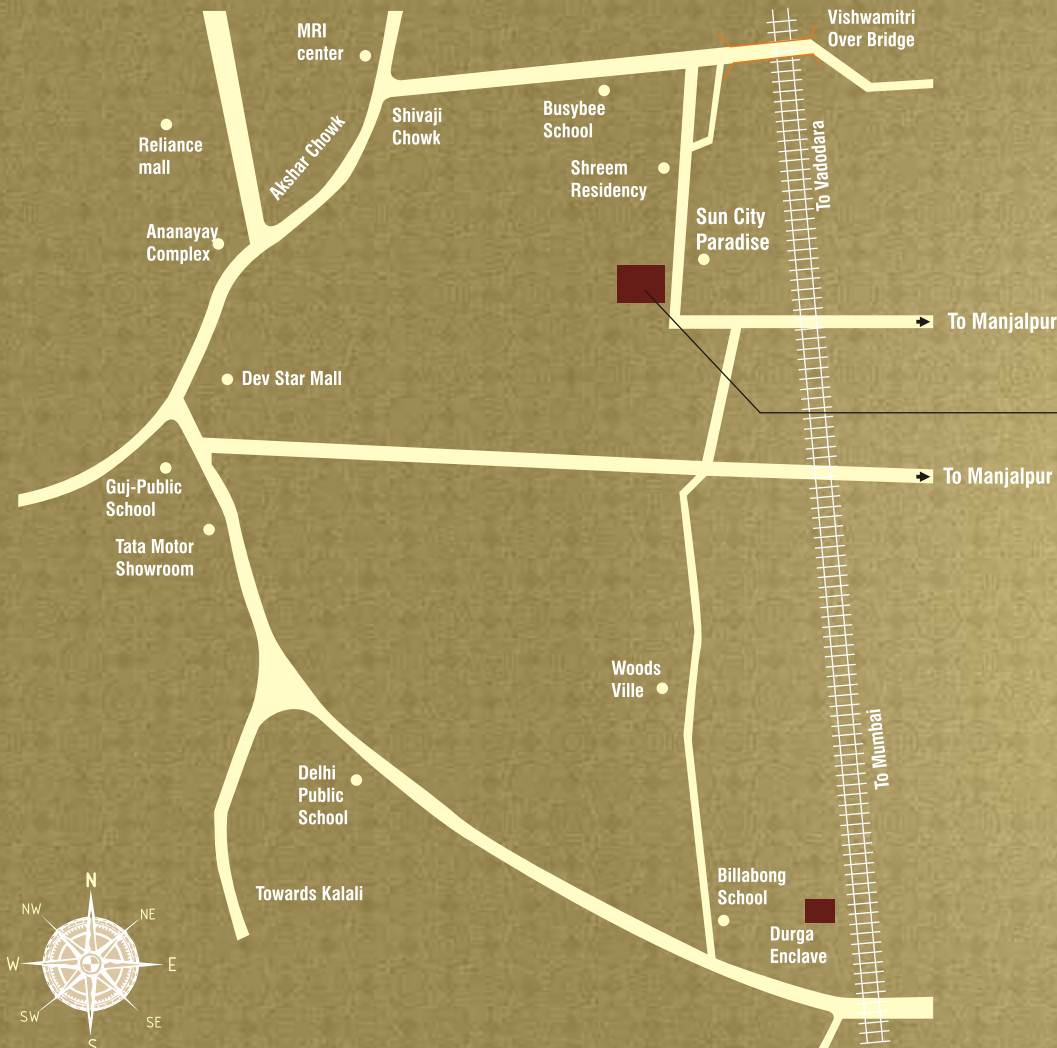 Vishwamitri
Over Bridge
MRI
center
Busybee
School
Shivaji
Chowk
Akshar Chowk
Reliance
mall
To Vadodara
Shreem
Residency
Sun City
Paradise
Ananayay
Complex
To Manjalpur
Dev Star Mall
To Manjalpur
Guj-Public
School
Tata Motor
Showroom
Woods
Ville
To Mumbai
Delhi
Public
School
Towards Kalali
Billabong
School
Durga
Enclave
N
NW
NE
W
E
SW
SE
S